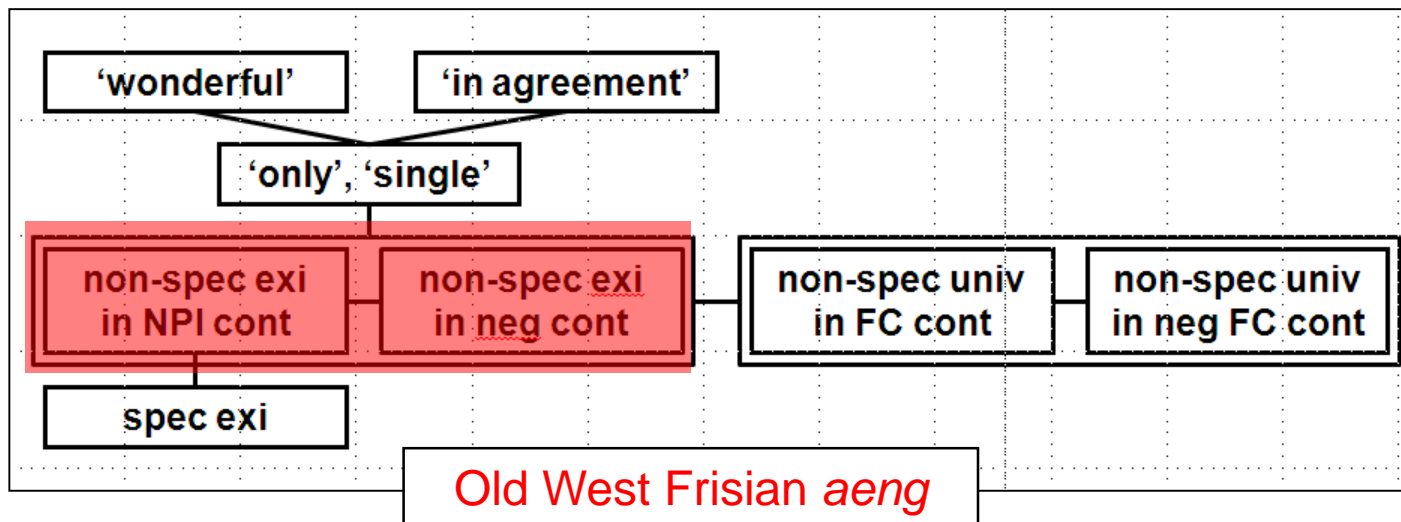 ‘wonderful’
‘in agreement’
‘only’, ‘single’
non-spec exi
in NPI cont
non-spec exi
in neg cont
non-spec univ
in FC cont
non-spec univ
in neg FC cont
spec exi
Old West Frisian aeng